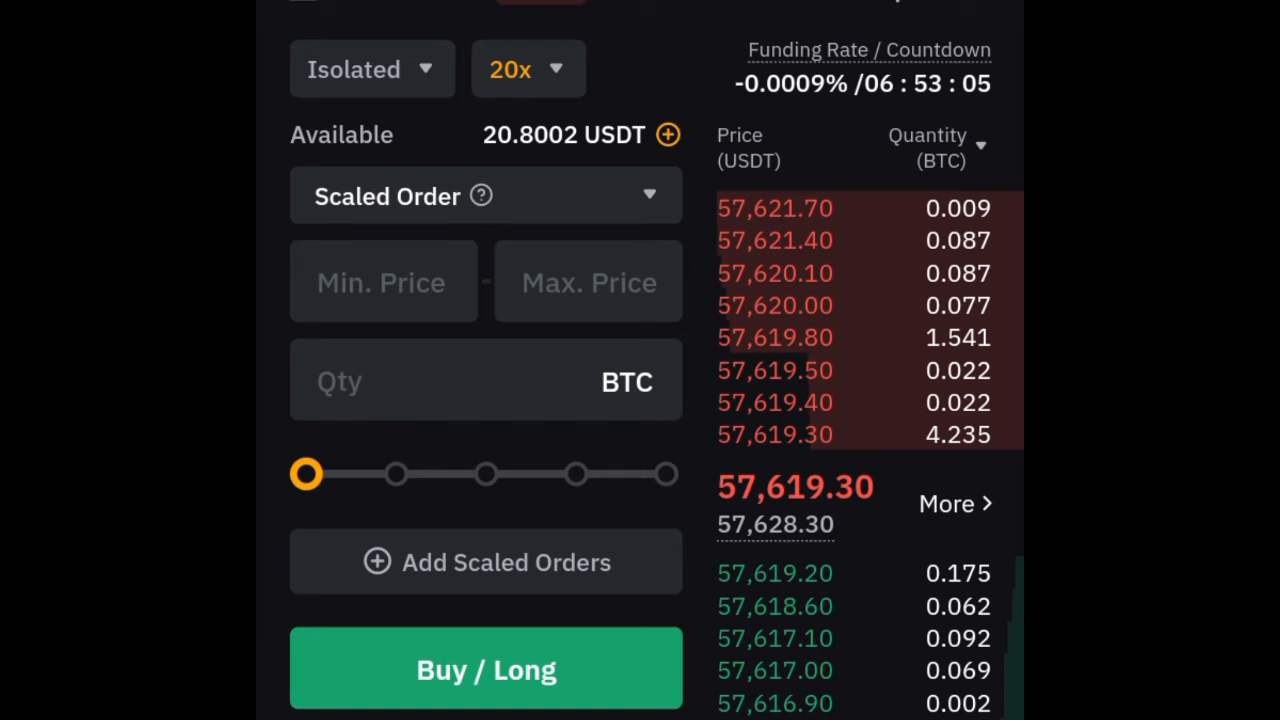 Isolated
20x
Available 20.8002 USDT
Scaled Order
Min. Price - Max. Price
Qty BTC
Add Scaled Orders
Buy / Long
Funding Rate / Countdown
-0.0009% /06 : 53 : 05
Price Quantity
(USDT) (BTC)
57,621.70 0.009
57,621.40 0.087
57,620.10 0.087
57,620.00 0.077
57,619.80 1.541
57,619.50 0.022
57,619.40 0.022
57,619.30 4.235
57,619.30
More
57,628.30
57,619.20 0.175
57,618.60 0.062
57,617.10 0.092
57,617.00 0.069
57,616.90 0.002